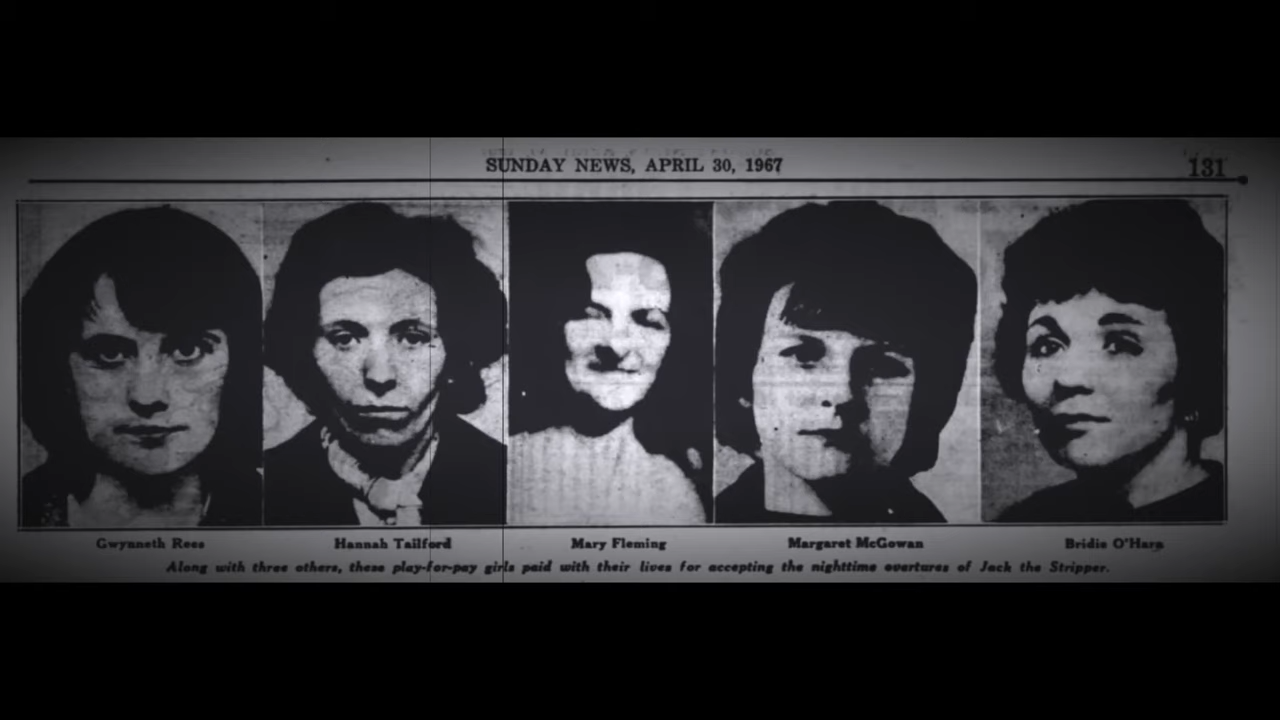 SUNDAY NEWS, APRIL 30, 1967
131
Gwynneth Rees
Hannah Tailford
Mary Fleming
Margaret McGowan
Bridie O'Hara
Along with three others, these play-for-pay girls paid with their lives for accepting the nighttime overtures of Jack the Stripper.